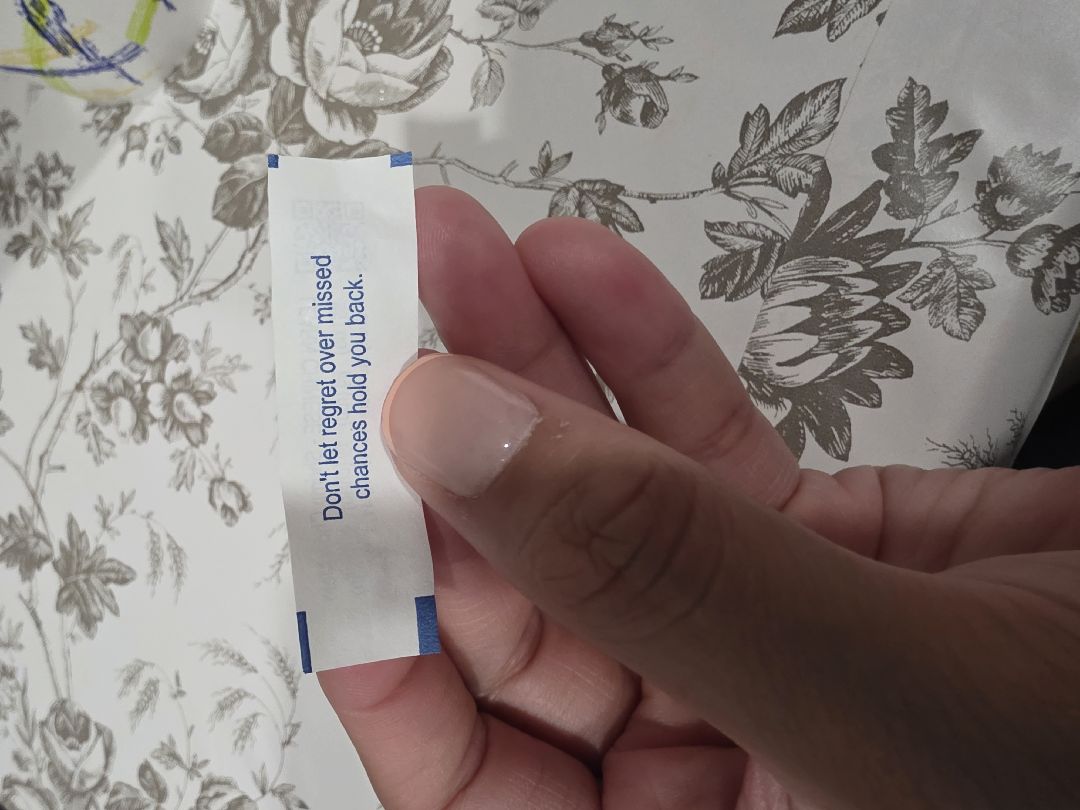 Don't let regret over missed
chances hold you back.